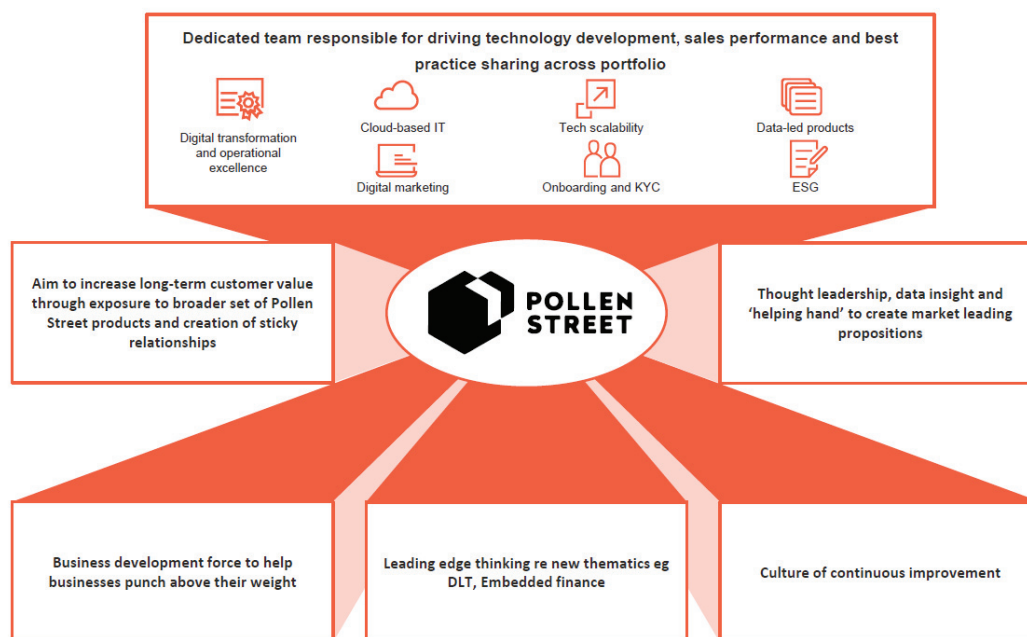 Dedicated team responsible for driving technology development, sales performance and best
practice sharing across portfolio
Digital transformation
and operational
excellence
Cloud-based IT
Tech scalability
Data-led products
Digital marketing
Onboarding and KYC
ESG
Aim to increase long-term customer value
through exposure to broader set of Pollen
Street products and creation of sticky
relationships
POLLEN
STREET
Thought leadership, data insight and
‘helping hand’ to create market leading
propositions
Business development force to help
businesses punch above their weight
Leading edge thinking re new thematics eg
DLT, Embedded finance
Culture of continuous improvement